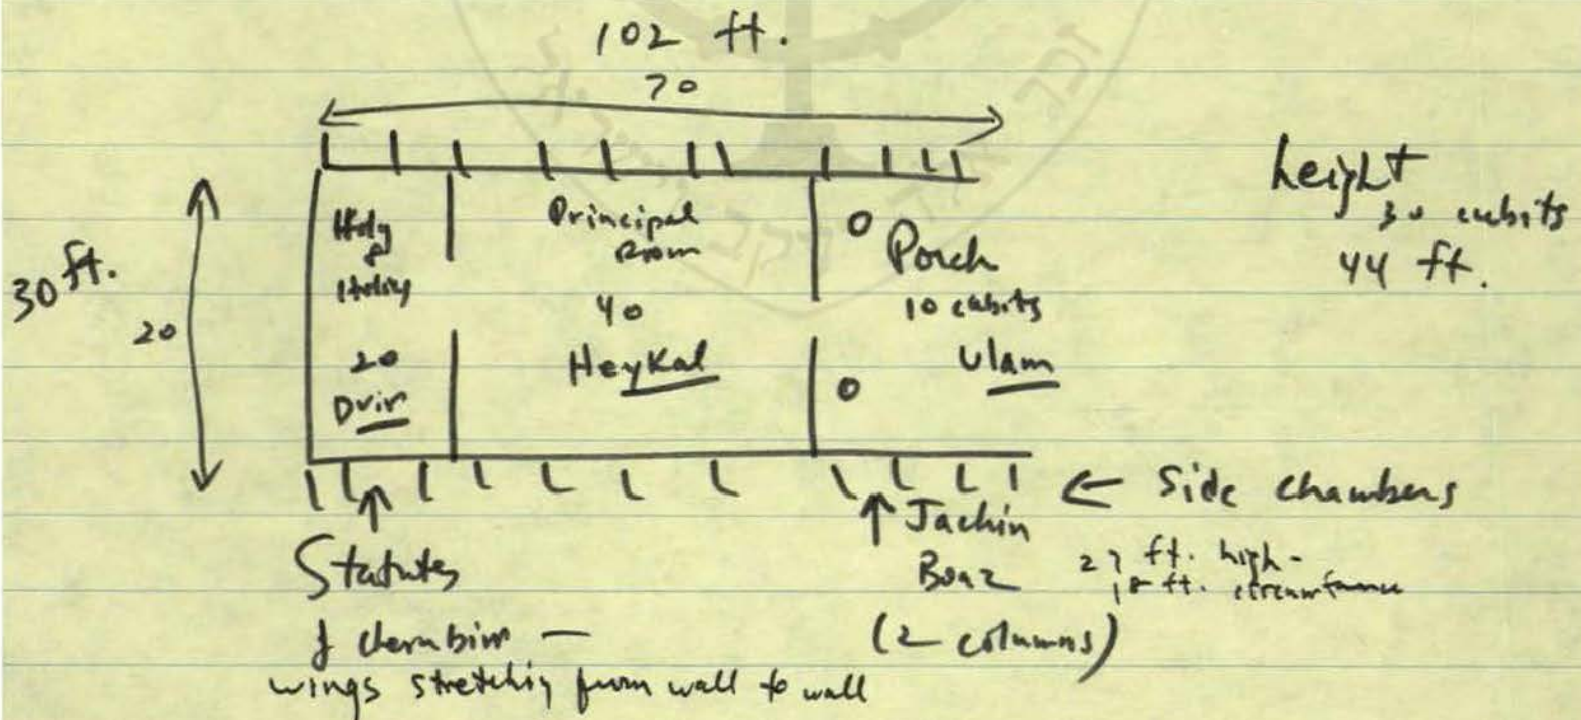 102 ft.
70
height
30 cubits
44 ft.
30 ft.
20
Holy
of
Holies
20
Dvir
Principal
Room
40
Heykal
Porch
10 cubits
Ulam
← Side chambers
Statutes
of cherubim —
wings stretching from wall to wall
Jachin
Boaz
(2 columns)
27 ft. high -
18 ft. circumference